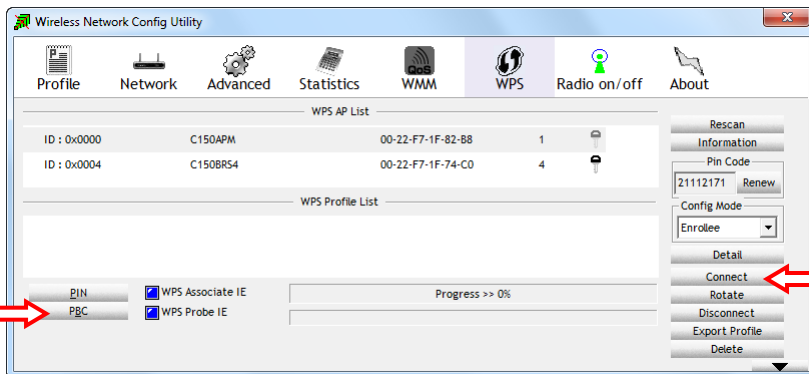 Wireless Network Config Utility
Profile Network Advanced Statistics QoS WMM WPS Radio on/off About
WPS AP List
ID : 0x0000 C150APM 00-22-F7-1F-82-B8 1
ID : 0x0004 C150BRS4 00-22-F7-1F-74-C0 4
WPS Profile List
Rescan
Information
Pin Code
21112171 Renew
Config Mode
Enrollee
Detail
Connect
Rotate
Disconnect
Export Profile
Delete
PIN WPS Associate IE Progress >> 0%
PBC WPS Probe IE